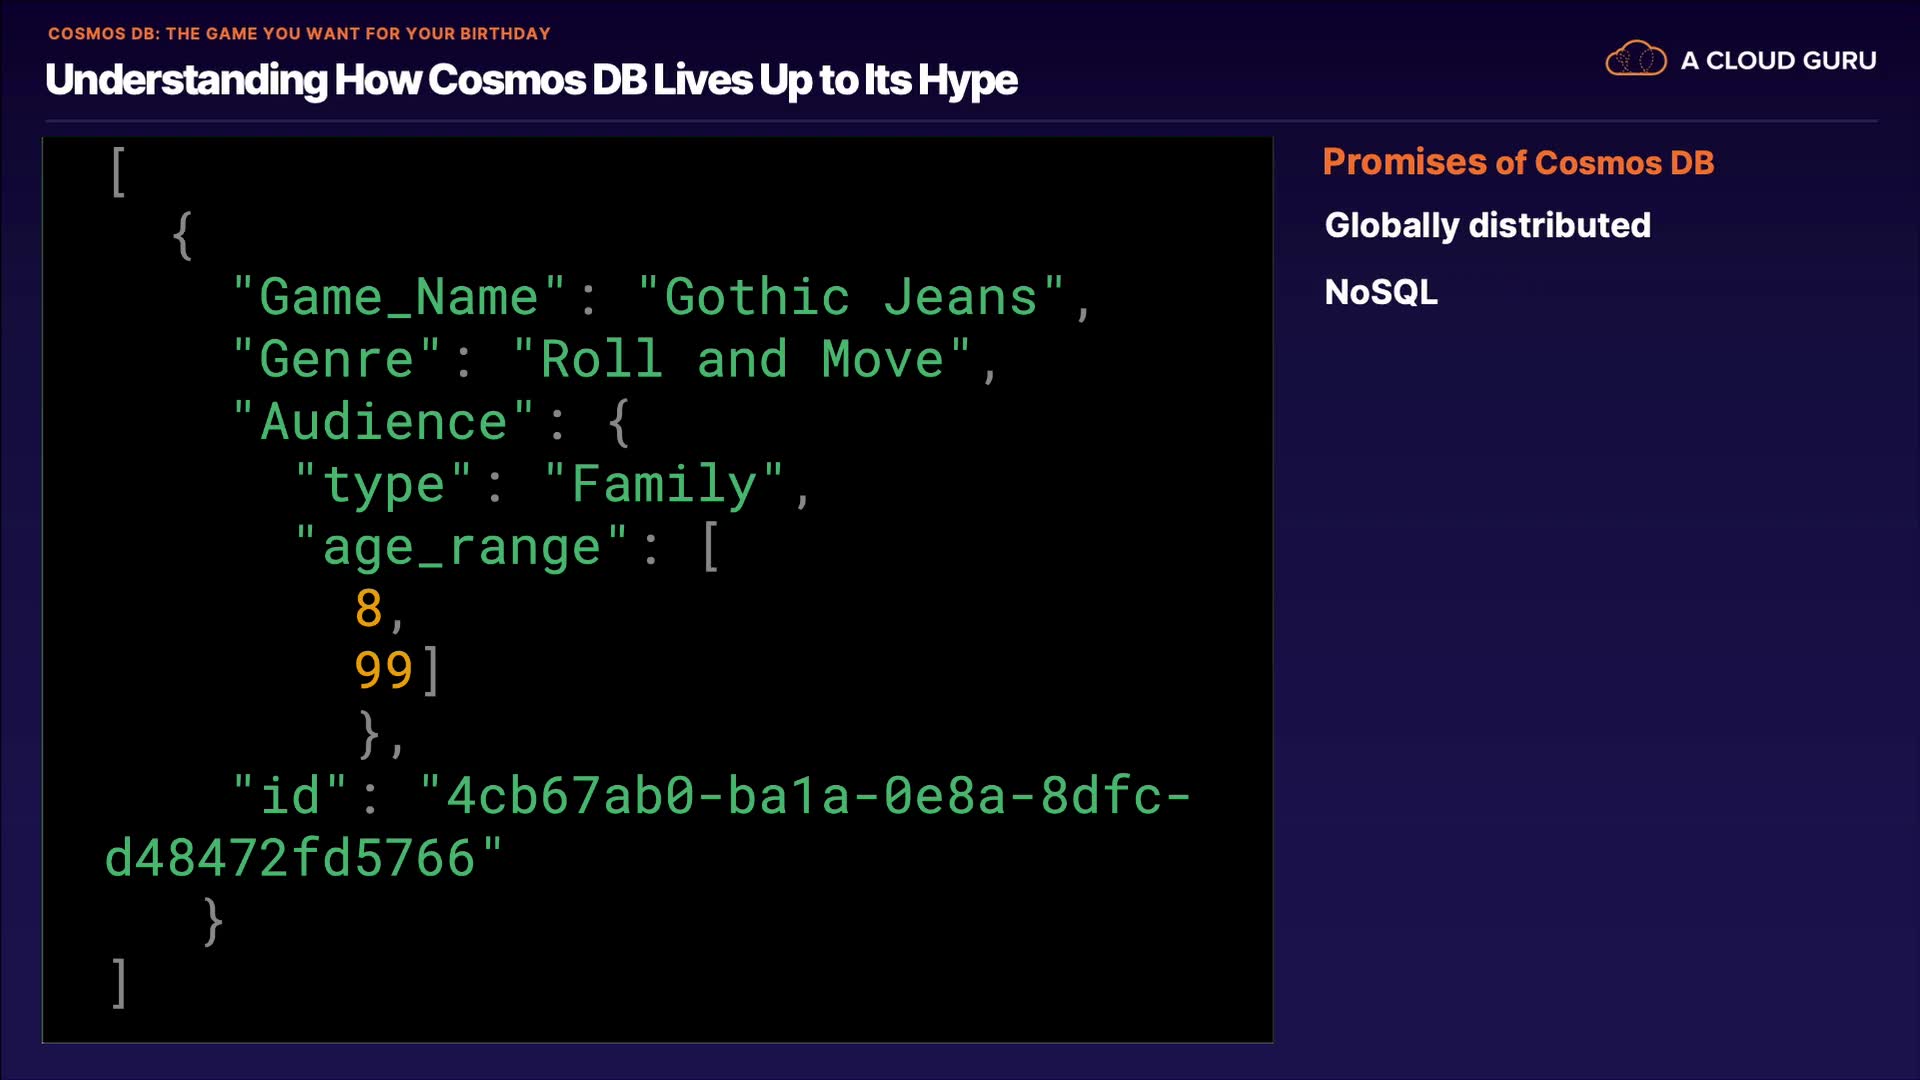 COSMOS DB: THE GAME YOU WANT FOR YOUR BIRTHDAY
Understanding How Cosmos DB Lives Up to Its Hype
A CLOUD GURU
[
{
"Game_Name": "Gothic Jeans",
"Genre": "Roll and Move",
"Audience": {
"type": "Family",
"age_range": [
8,
99]
},
"id": "4cb67ab0-ba1a-0e8a-8dfc-
d48472fd5766"
}
]
Promises of Cosmos DB
Globally distributed
NoSQL